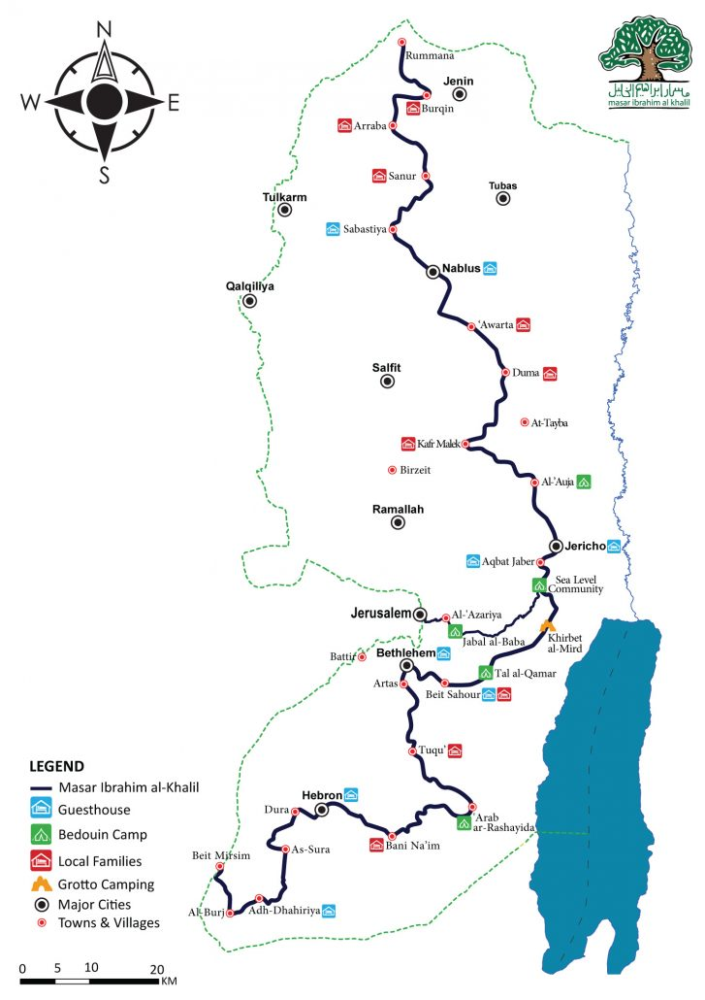 N
W
E
S
مسار إبراهيم الخليل
masar ibrahim al khalil
Rummana
Jenin
Burqin
Arraba
Sanur
Tubas
Tulkarm
Sabastiya
Nablus
Qalqiliya
'Awarta
Salfit
Duma
At-Tayba
Kafr Malek
Birzeit
Al-'Auja
Ramallah
Jericho
Aqbat Jaber
Sea Level
Community
Jerusalem
Al-'Azariya
Jabal al-Baba
Khirbet
al-Mird
Battir
Bethlehem
Tal al-Qamar
Artas
Beit Sahour
Tuqu'
Hebron
Dura
'Arab
ar-Rashayida
Bani Na'im
As-Sura
Beit Mirsim
Al-Burj
Adh-Dhahiriya
LEGEND
Masar Ibrahim al-Khalil
Guesthouse
Bedouin Camp
Local Families
Grotto Camping
Major Cities
Towns & Villages
0 5 10 20
KM